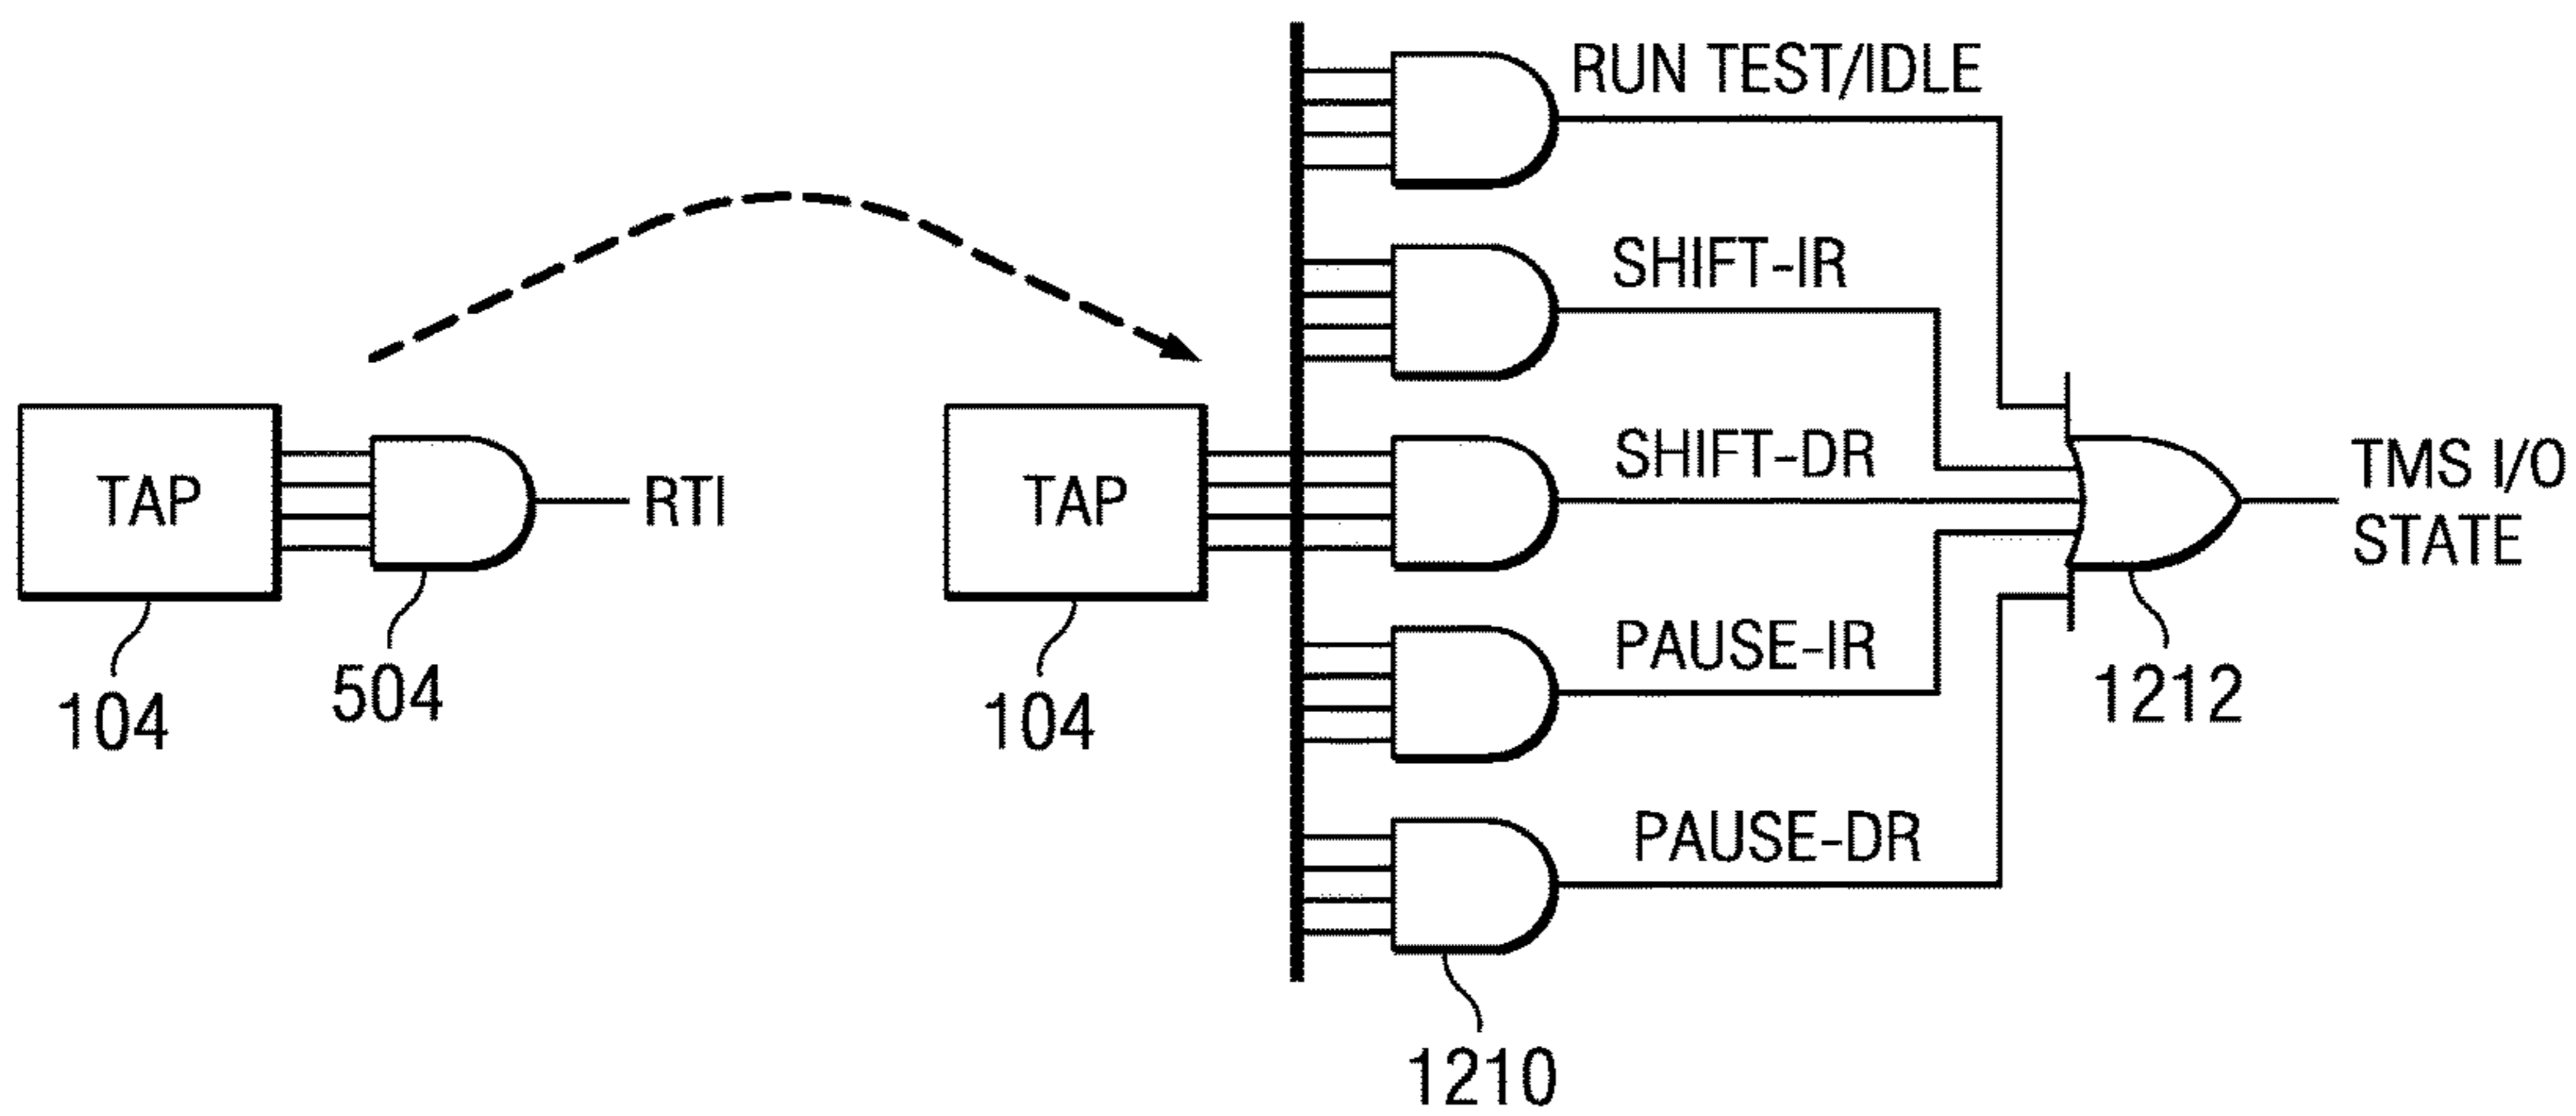 RUN TEST/IDLE
SHIFT-IR
TAP
RTI
TAP
SHIFT-DR
TMS I/O
STATE
104
504
104
PAUSE-IR
1212
PAUSE-DR
1210